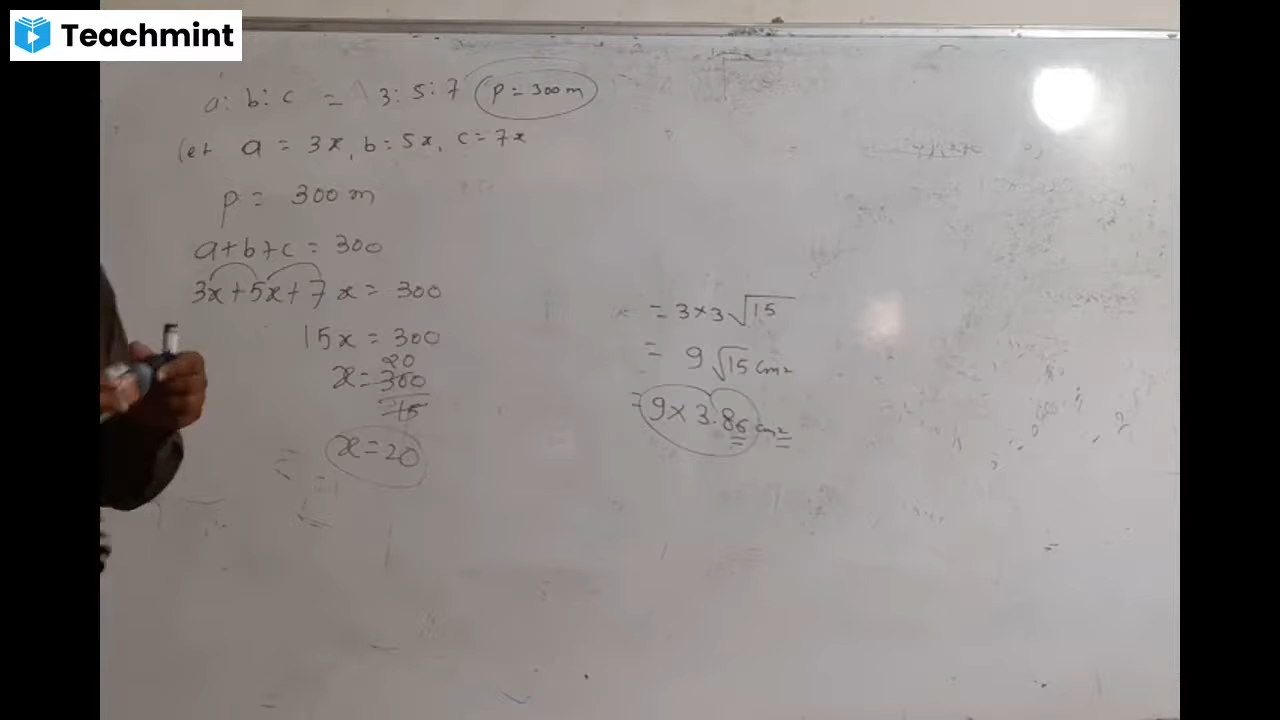 Teachmint
a : b : c = 3 : 5 : 7 p = 300 m
Let a = 3x, b = 5x, c = 7x
p = 300 m
a + b + c = 300
3x + 5x + 7x = 300
15x = 300
20
x = 300
15
x = 20
= 3 × 3 √15
= 9 √15 cm2
= 9 × 3.86 cm2